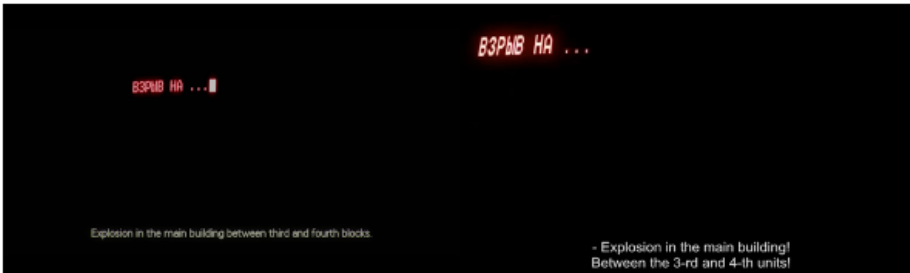 ВЗРЫВ НА ...
Explosion in the main building between third and fourth blocks.
ВЗРЫВ НА ...
- Explosion in the main building!
Between the 3-rd and 4-th units!